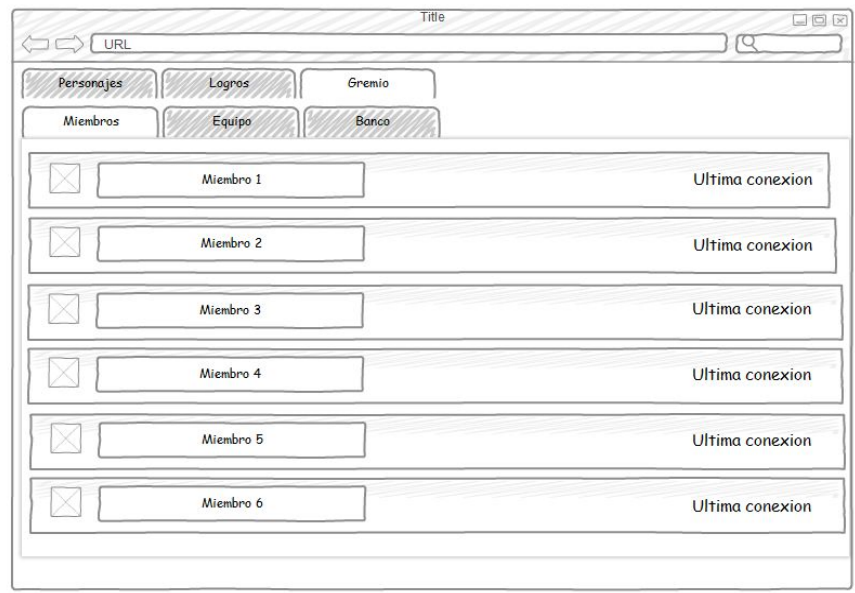 Title
URL
Personajes Logros Gremio
Miembros Equipo Banco
Miembro 1 Ultima conexion
Miembro 2 Ultima conexion
Miembro 3 Ultima conexion
Miembro 4 Ultima conexion
Miembro 5 Ultima conexion
Miembro 6 Ultima conexion